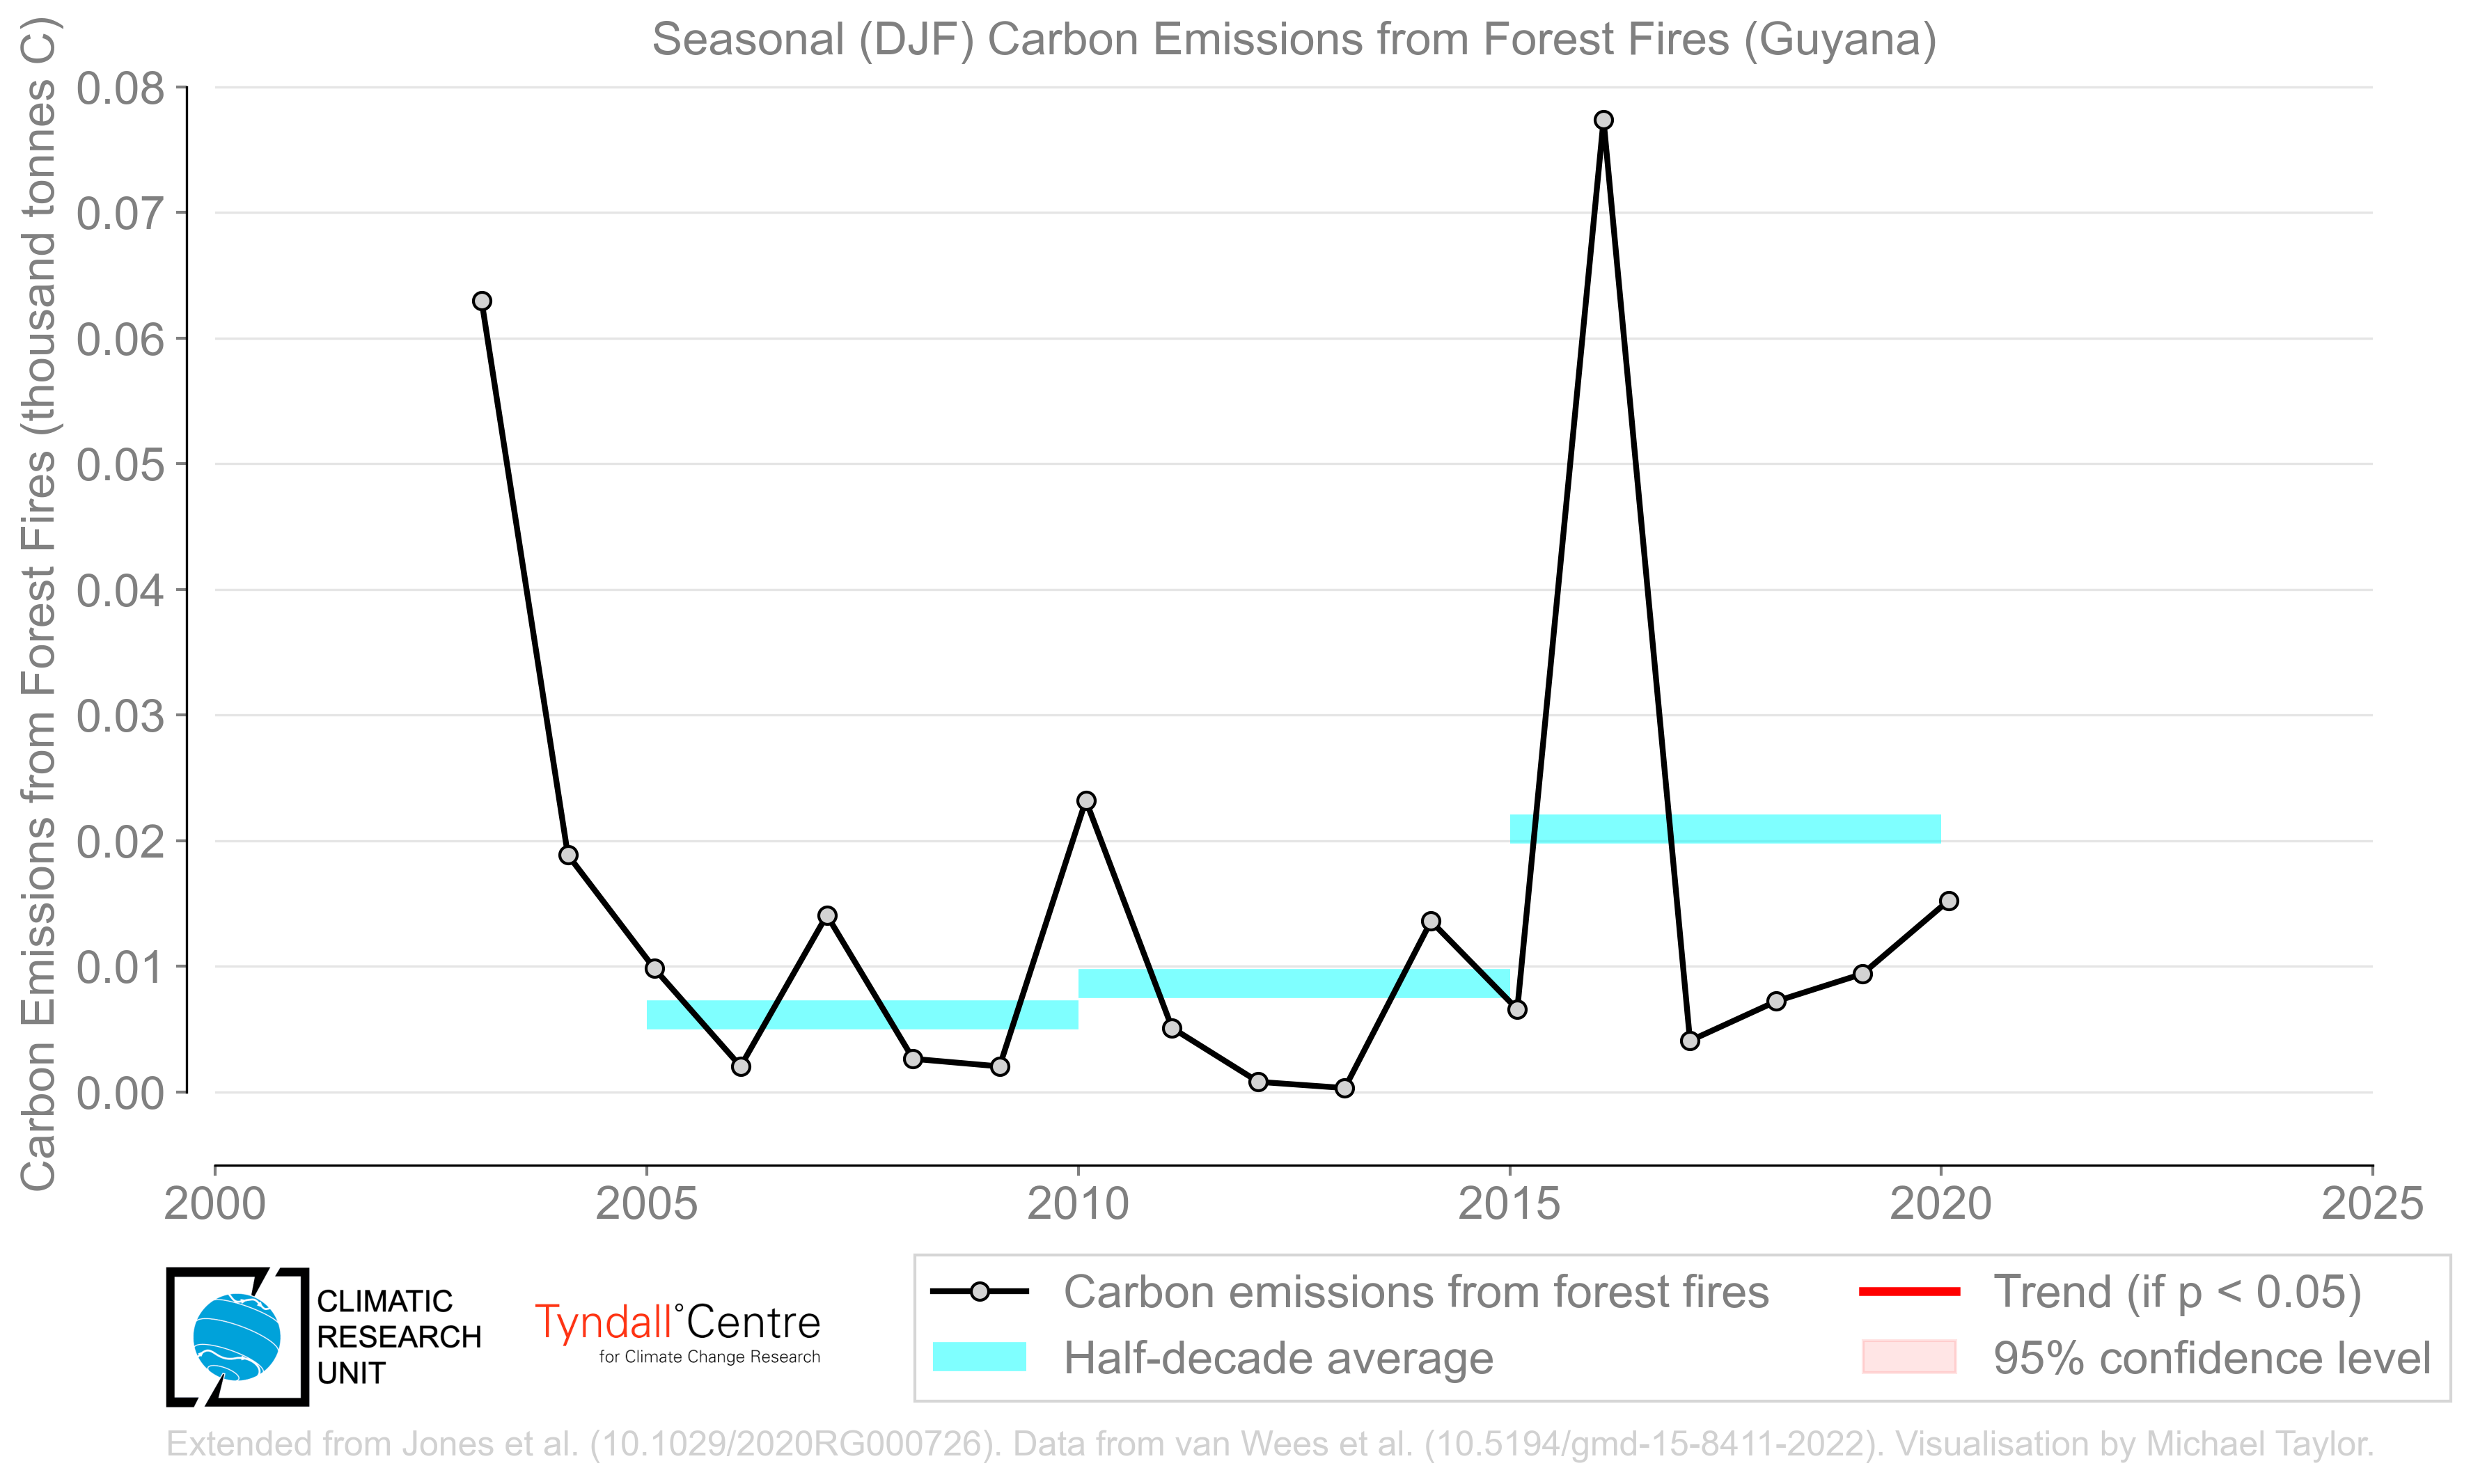 Seasonal (DJF) Carbon Emissions from Forest Fires (Guyana)
Carbon Emissions from Forest Fires (thousand tonnes C)
0.08
0.07
0.06
0.05
0.04
0.03
0.02
0.01
0.00
2000
2005
2010
2015
2020
2025
CLIMATIC
RESEARCH
UNIT
Tyndall°Centre
for Climate Change Research
Carbon emissions from forest fires
Half-decade average
Trend (if p < 0.05)
95% confidence level
Extended from Jones et al. (10.1029/2020RG000726). Data from van Wees et al. (10.5194/gmd-15-8411-2022). Visualisation by Michael Taylor.